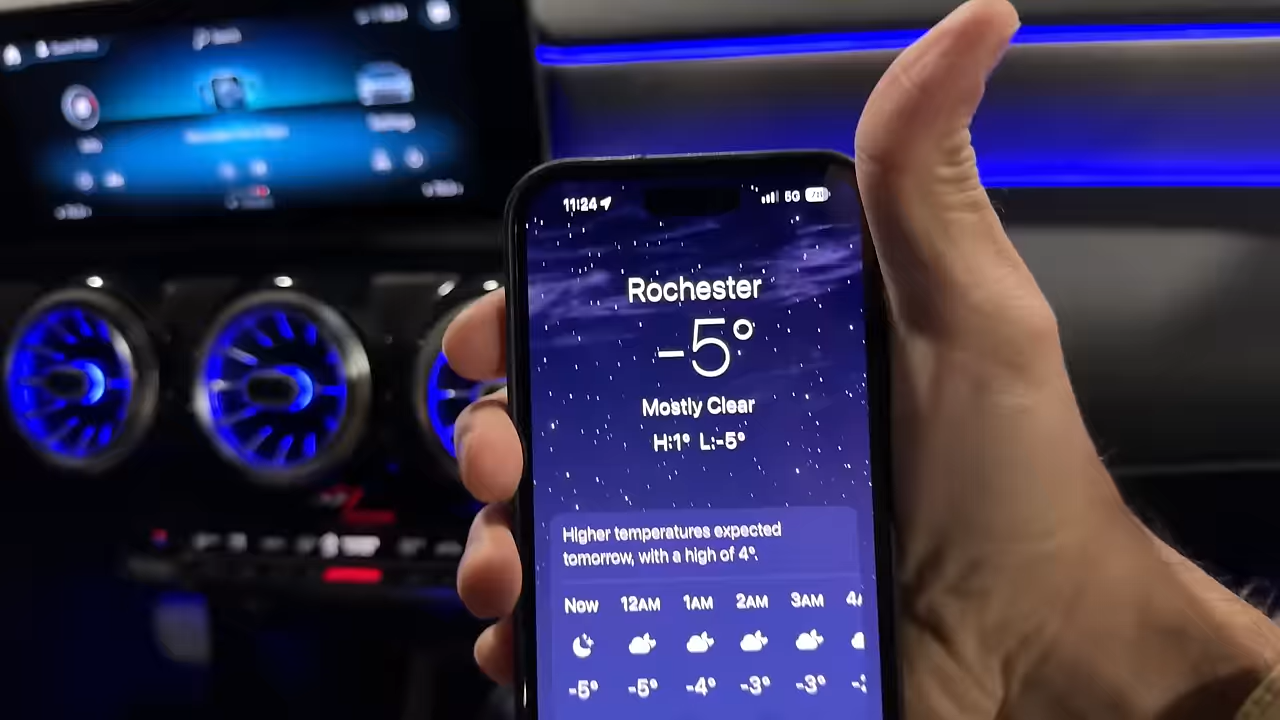 11:24 5G 78
Rochester
-5°
Mostly Clear
H:1° L:-5°
Higher temperatures expected
tomorrow, with a high of 4°.
Now 12AM 1AM 2AM 3AM
-5° -5° -4° -3° -3°